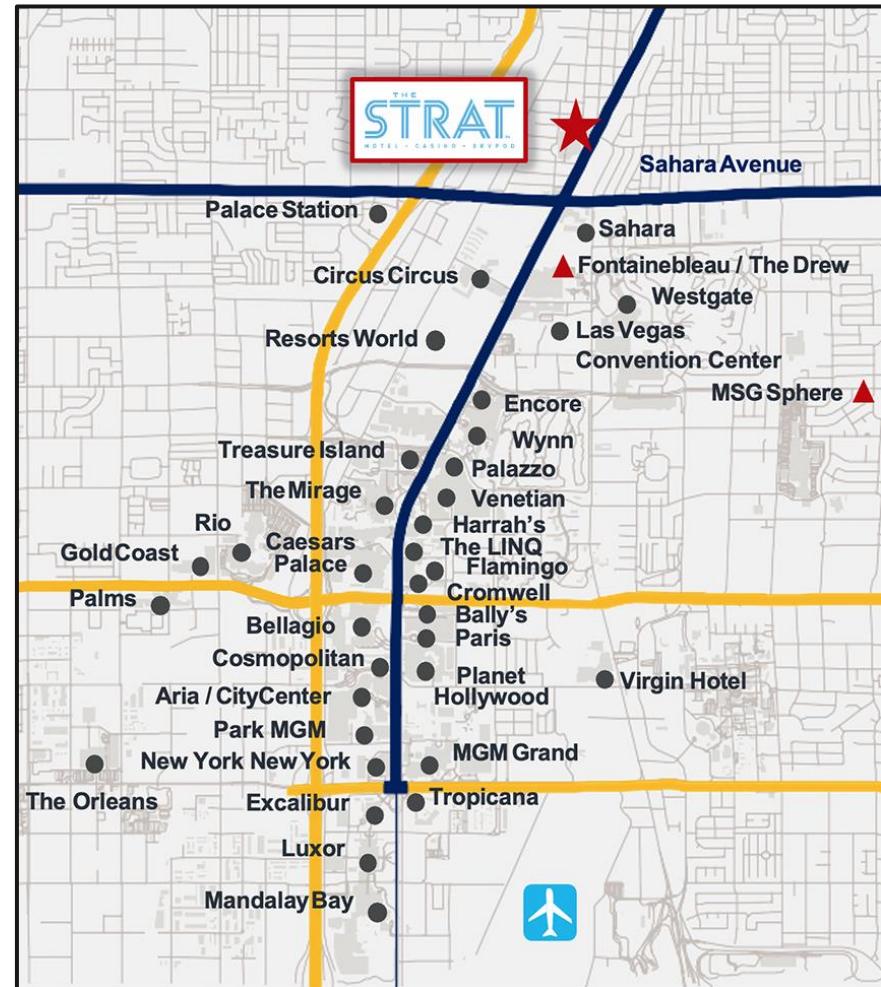 THE
STRAT
HOTEL • CASINO • SKYPOD
Sahara Avenue
Palace Station
Sahara
Circus Circus
Fontainebleau / The Drew
Westgate
Resorts World
Las Vegas
Convention Center
MSG Sphere
Encore
Wynn
Treasure Island
Palazzo
The Mirage
Venetian
Rio
Harrah's
Gold Coast
Caesars
Palace
The LINQ
Flamingo
Palms
Cromwell
Bellagio
Bally's
Paris
Cosmopolitan
Planet
Hollywood
Virgin Hotel
Aria / CityCenter
Park MGM
New York New York
MGM Grand
The Orleans
Excalibur
Tropicana
Luxor
Mandalay Bay